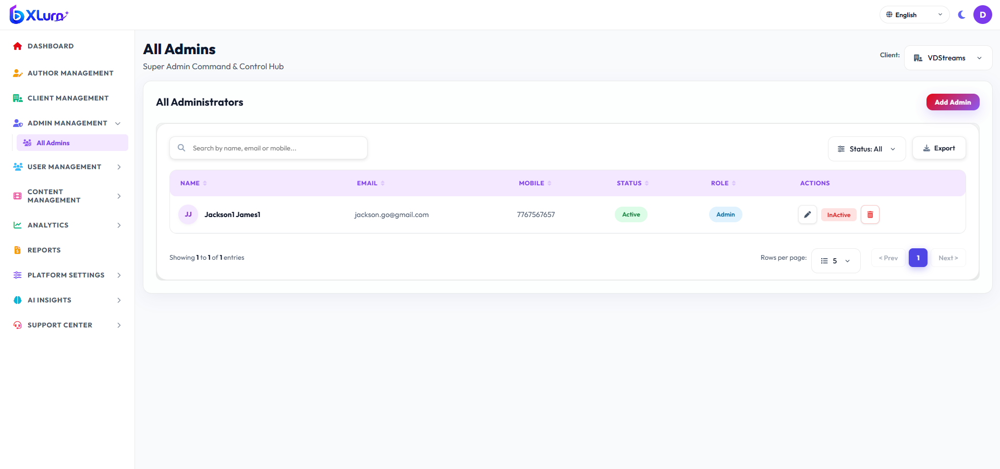 XLurn
English
D
DASHBOARD
AUTHOR MANAGEMENT
CLIENT MANAGEMENT
ADMIN MANAGEMENT
All Admins
USER MANAGEMENT
CONTENT
MANAGEMENT
ANALYTICS
REPORTS
PLATFORM SETTINGS
AI INSIGHTS
SUPPORT CENTER
All Admins
Super Admin Command & Control Hub
Client: VDStreams
All Administrators
Add Admin
Search by name, email or mobile...
Status: All
Export
NAME EMAIL MOBILE STATUS ROLE ACTIONS
JJ Jackson1 James1 jackson.go@gmail.com 7767567657 Active Admin InActive
Showing 1 to 1 of 1 entries
Rows per page: 5 < Prev 1 Next >